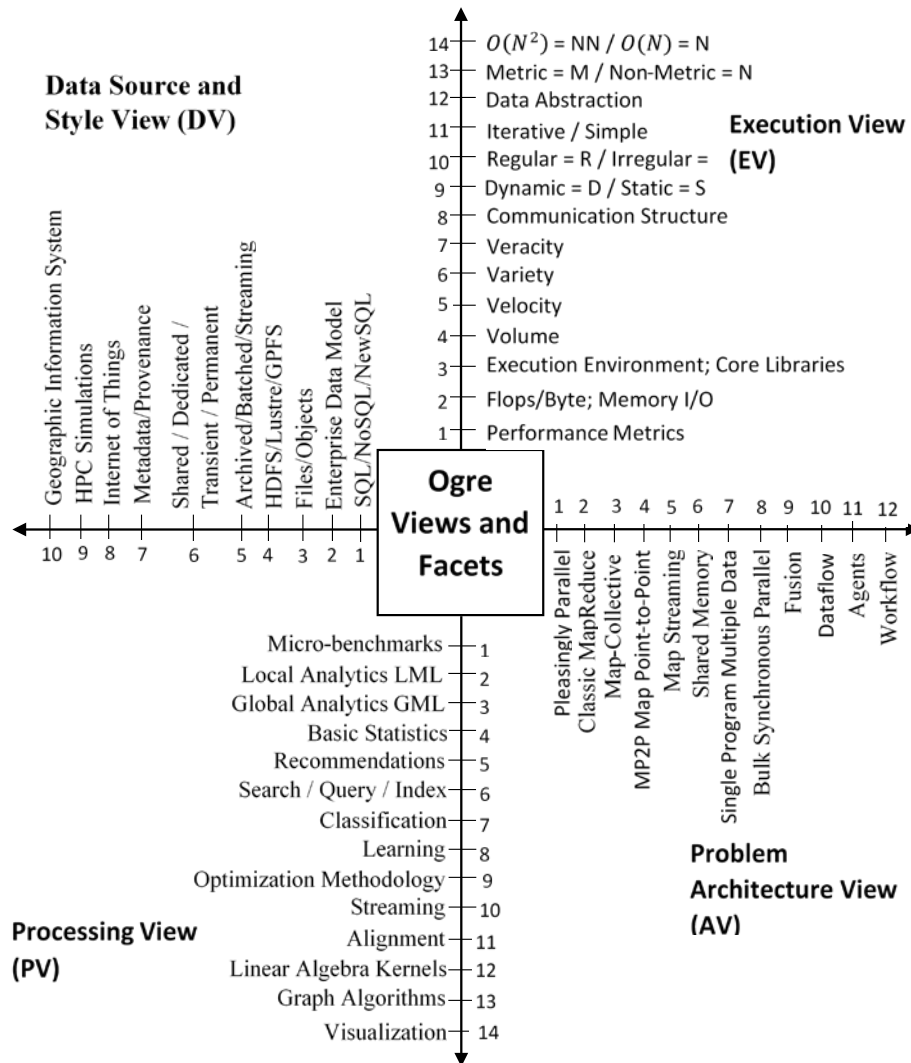 Data Source and
Style View (DV)
14 O(N²) = NN / O(N) = N
13 Metric = M / Non-Metric = N
12 Data Abstraction
11 Iterative / Simple
10 Regular = R / Irregular =
9 Dynamic = D / Static = S
8 Communication Structure
7 Veracity
6 Variety
5 Velocity
4 Volume
3 Execution Environment; Core Libraries
2 Flops/Byte; Memory I/O
1 Performance Metrics
Execution View
(EV)
Geographic Information System
HPC Simulations
Internet of Things
Metadata/Provenance
Shared / Dedicated /
Transient / Permanent
Archived/Batched/Streaming
HDFS/Lustre/GPFS
Files/Objects
Enterprise Data Model
SQL/NoSQL/NewSQL
10 9 8 7 6 5 4 3 2 1
Ogre
Views and
Facets
1 2 3 4 5 6 7 8 9 10 11 12
Pleasingly Parallel
Classic MapReduce
Map-Collective
MP2P Map Point-to-Point
Map Streaming
Shared Memory
Single Program Multiple Data
Bulk Synchronous Parallel
Fusion
Dataflow
Agents
Workflow
Problem
Architecture View
(AV)
Micro-benchmarks 1
Local Analytics LML 2
Global Analytics GML 3
Basic Statistics 4
Recommendations 5
Search / Query / Index 6
Classification 7
Learning 8
Optimization Methodology 9
Streaming 10
Alignment 11
Linear Algebra Kernels 12
Graph Algorithms 13
Visualization 14
Processing View
(PV)